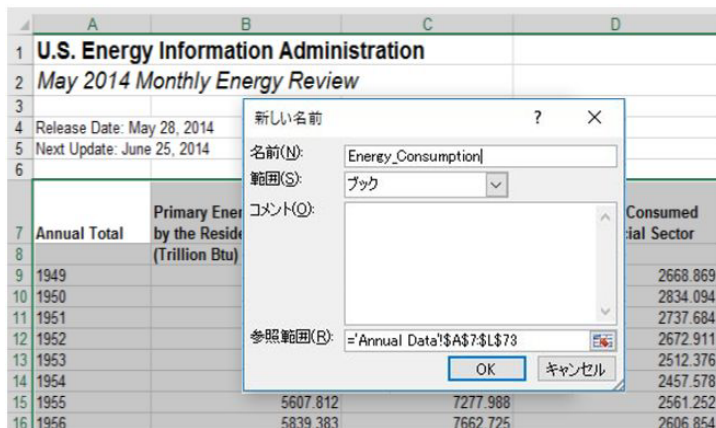 A B C D
1 U.S. Energy Information Administration
2 May 2014 Monthly Energy Review
3
4 Release Date: May 28, 2014
5 Next Update: June 25, 2014
6
新しい名前 ? ×
名前(N): Energy_Consumption
範囲(S): ブック
コメント(O):
参照範囲(R): ='Annual Data'!$A$7:$L$73
OK キャンセル
Primary Ener Consumed
7 Annual Total by the Reside ial Sector
8 (Trillion Btu)
9 1949 2668.869
10 1950 2834.094
11 1951 2737.684
12 1952 2672.911
13 1953 2512.376
14 1954 2457.578
15 1955 5607.812 7277.988 2561.252
16 1956 5839.383 7662.725 2606.854